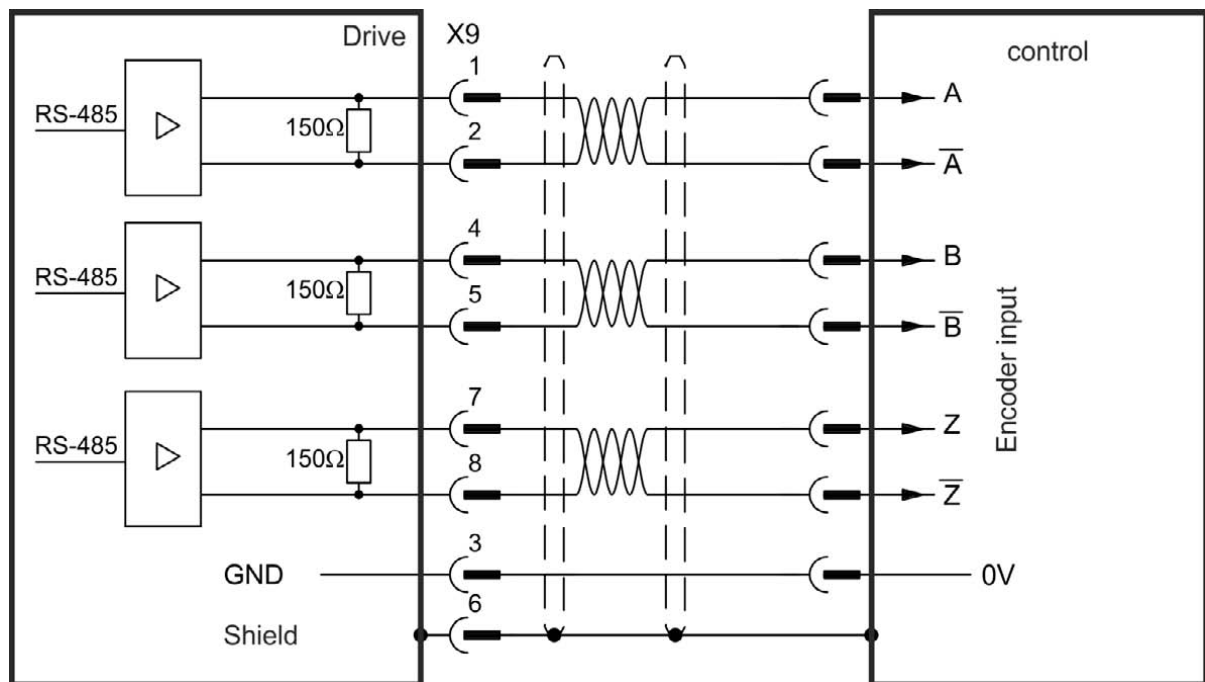 Drive
X9
control
1
RS-485
150Ω
A
2
A̅
4
RS-485
150Ω
B
5
B̅
Encoder input
7
RS-485
150Ω
Z
8
Z̅
3
GND
0V
6
Shield